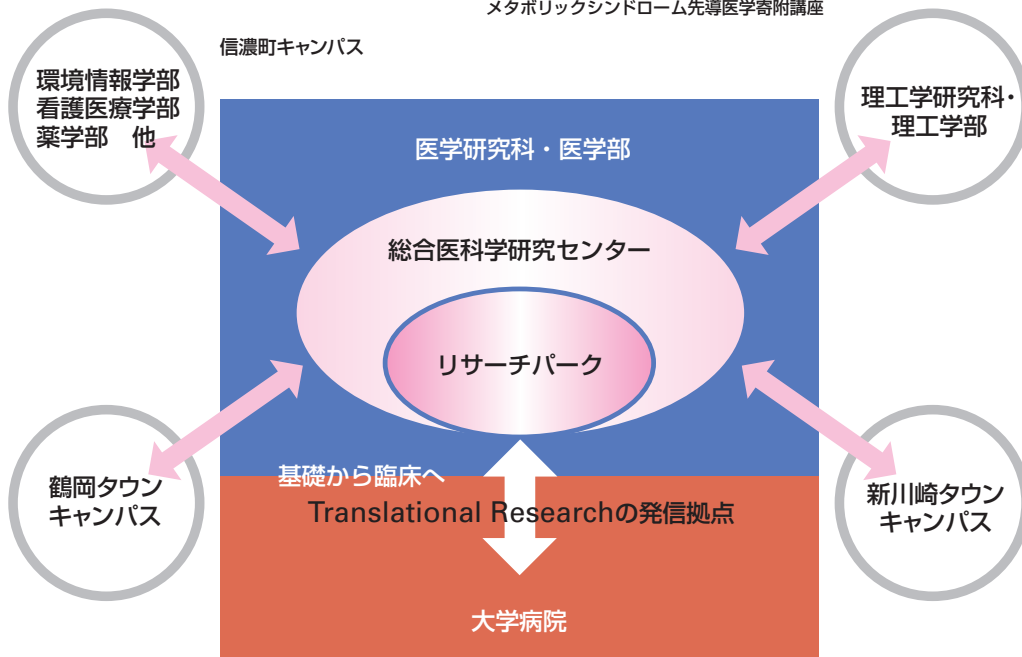 メタボリックシンドローム先導医学寄附講座
信濃町キャンパス
環境情報学部
看護医療学部
薬学部　他
理工学研究科・
理工学部
医学研究科・医学部
総合医科学研究センター
リサーチパーク
鶴岡タウン
キャンパス
新川崎タウン
キャンパス
基礎から臨床へ
Translational Researchの発信拠点
大学病院